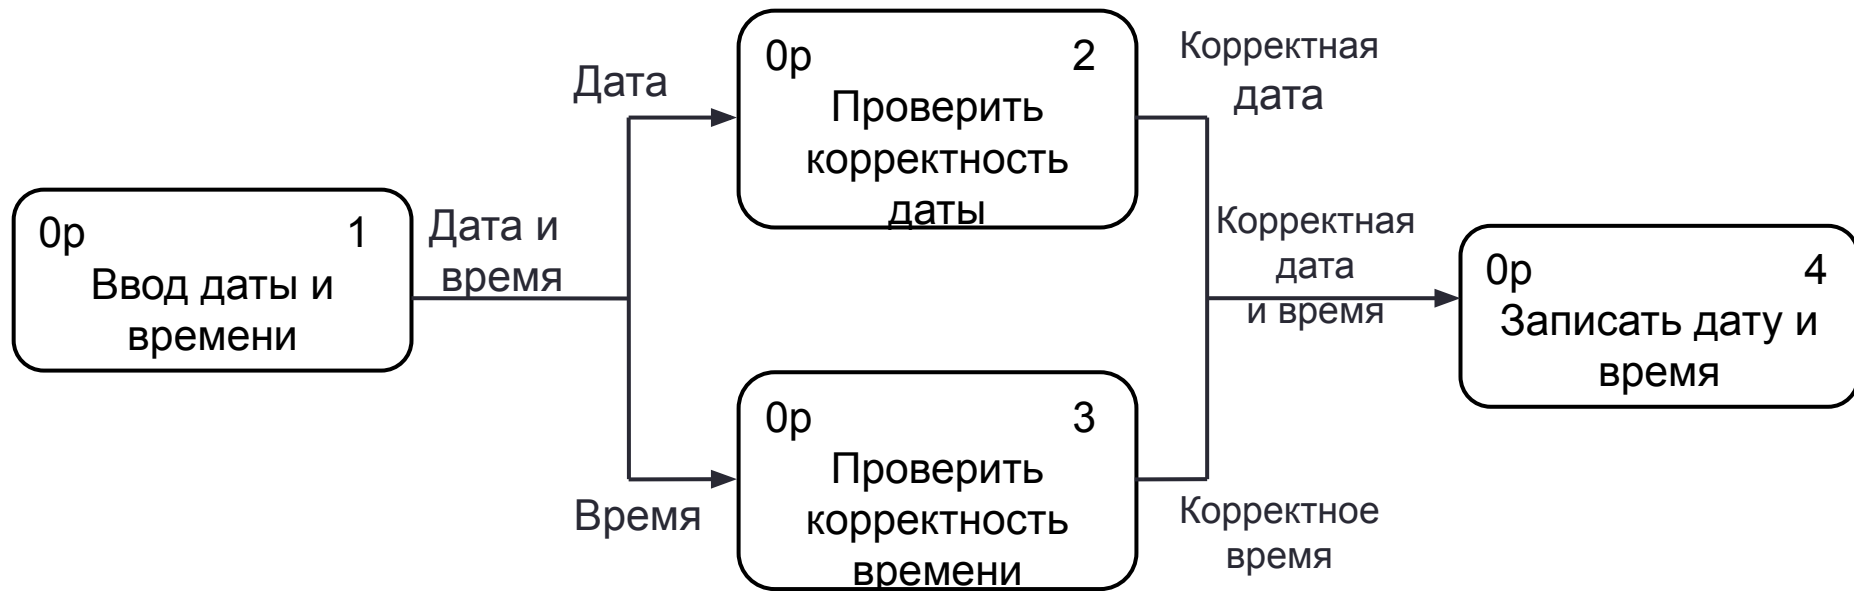 0р 1
Ввод даты и
времени
Дата и
время
Дата
0р 2
Проверить
корректность
даты
Время
0р 3
Проверить
корректность
времени
Корректная
дата
Корректная
дата
и время
Корректное
время
0р 4
Записать дату и
время